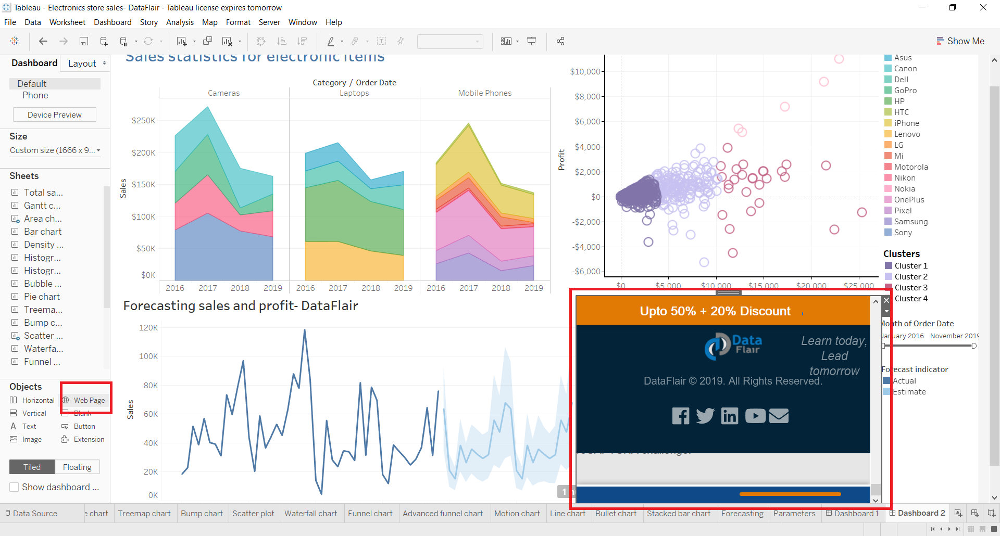 Tableau - Electronics store sales- DataFlair - Tableau license expires tomorrow
File Data Worksheet Dashboard Story Analysis Map Format Server Window Help
Show Me
Dashboard Layout
Default
Phone
Device Preview
Size
Custom size (1666 x 9...
Sheets
Total sa...
Gantt c...
Area ch...
Bar chart
Density ...
Histogr...
Histogr...
Bubble ...
Pie chart
Treema...
Bump c...
Scatter ...
Waterfa...
Funnel ...
Objects
Horizontal Web Page
Vertical Blank
Text Button
Image Extension
Tiled Floating
Show dashboard ...
Sales statistics for electronic items
Category / Order Date
Cameras Laptops Mobile Phones
Sales
$250K
$200K
$150K
$100K
$50K
$0K
2016 2017 2018 2019 2016 2017 2018 2019 2016 2017 2018 2019
Profit
$10,000
$8,000
$6,000
$4,000
$2,000
$0
-$2,000
-$4,000
-$6,000
$0 $5,000 $10,000 $15,000 $20,000 $25,000
Asus
Canon
Dell
GoPro
HP
HTC
iPhone
Lenovo
LG
Mi
Motorola
Nikon
Nokia
OnePlus
Pixel
Samsung
Sony
Clusters
Cluster 1
Cluster 2
Cluster 3
Cluster 4
Month of Order Date
January 2016 November 2019
Forecast indicator
Actual
Estimate
Forecasting sales and profit- DataFlair
Sales
120K
100K
80K
60K
40K
20K
0K
1 n
Upto 50% + 20% Discount
Data
Flair
Learn today,
Lead
tomorrow
DataFlair © 2019. All Rights Reserved.
Data Source e chart Treemap chart Bump chart Scatter plot Waterfall chart Funnel chart Advanced funnel chart Motion chart Line chart Bullet chart Stacked bar chart Forecasting Parameters Dashboard 1 Dashboard 2